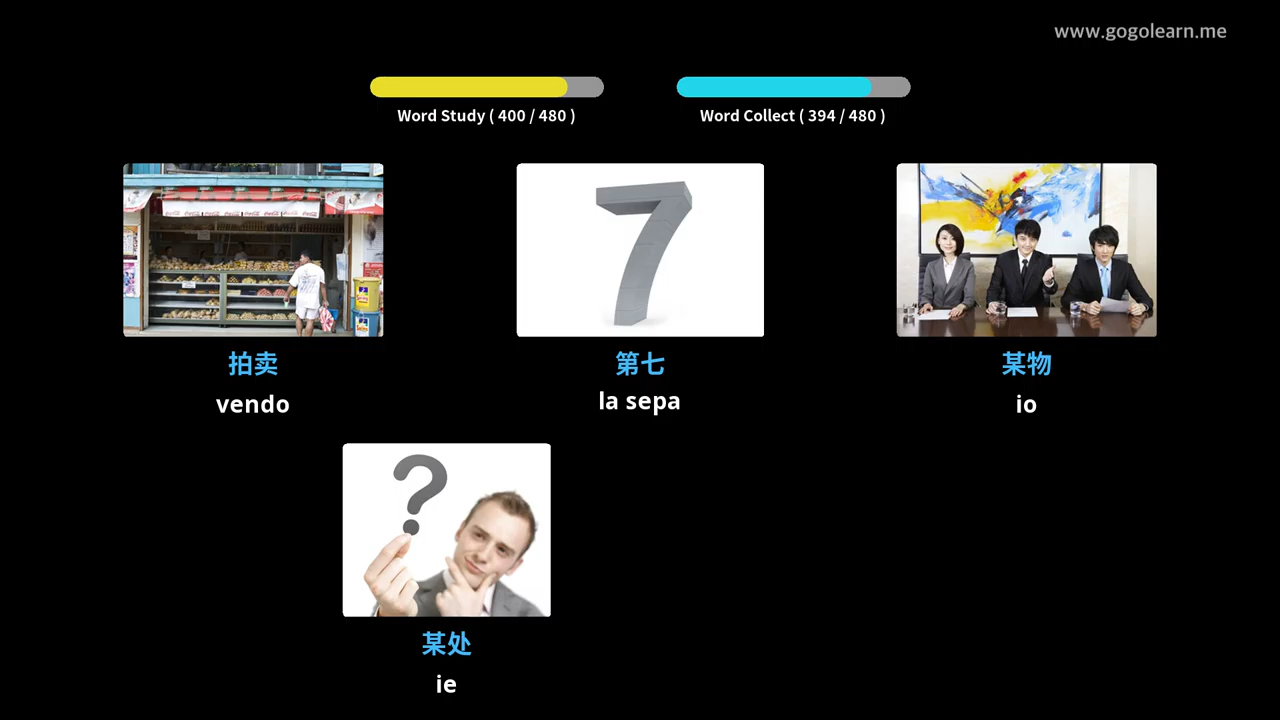 www.gogolearn.me
Word Study ( 400 / 480 )
Word Collect ( 394 / 480 )
7
拍卖
第七
某物
vendo
la sepa
io
?
某处
ie